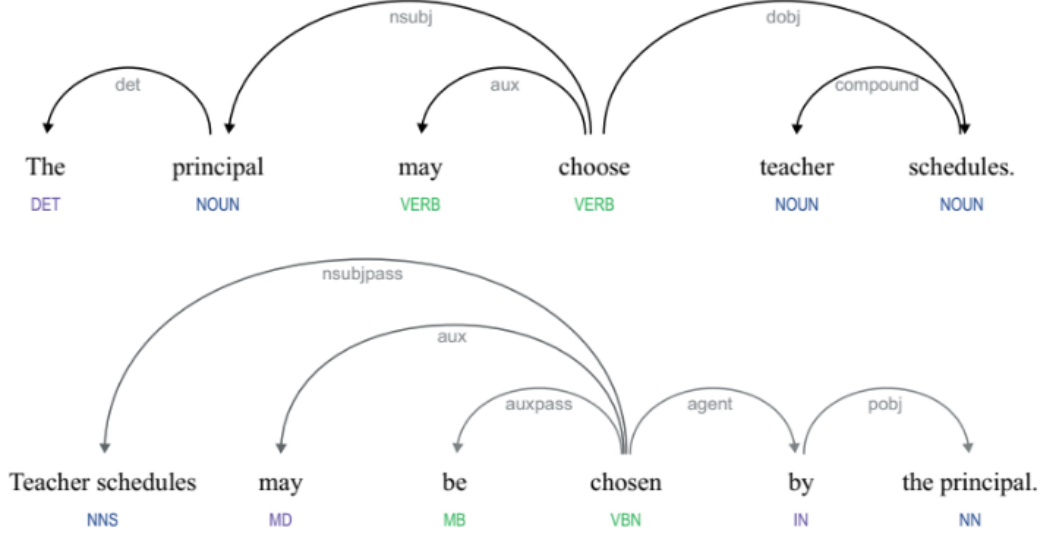 nsubj dobj
det aux compound
The principal may choose teacher schedules.
DET NOUN VERB VERB NOUN NOUN
nsubjpass
aux
auxpass agent pobj
Teacher schedules may be chosen by the principal.
NNS MD MB VBN IN NN